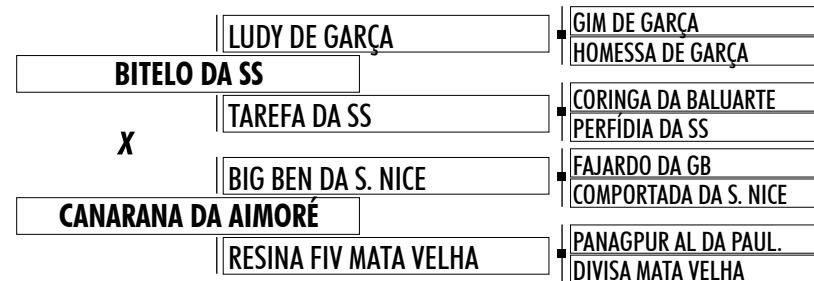 LUDY DE GARÇA
GIM DE GARÇA
HOMESSA DE GARÇA
BITELO DA SS
TAREFA DA SS
CORINGA DA BALUARTE
PERFÍDIA DA SS
X
BIG BEN DA S. NICE
FAJARDO DA GB
COMPORTADA DA S. NICE
CANARANA DA AIMORÉ
RESINA FIV MATA VELHA
PANAGPUR AL DA PAUL.
DIVISA MATA VELHA